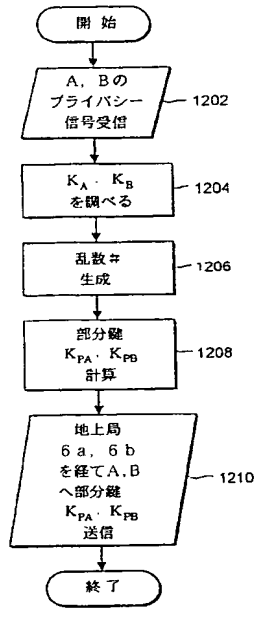 開始
A, Bの
プライバシー
信号受信
1202
K_A・K_B
を調べる
1204
乱数#
生成
1206
部分鍵
K_PA・K_PB
計算
1208
地上局
6a, 6b
を経てA,B
へ部分鍵
K_PA・K_PB
送信
1210
終了